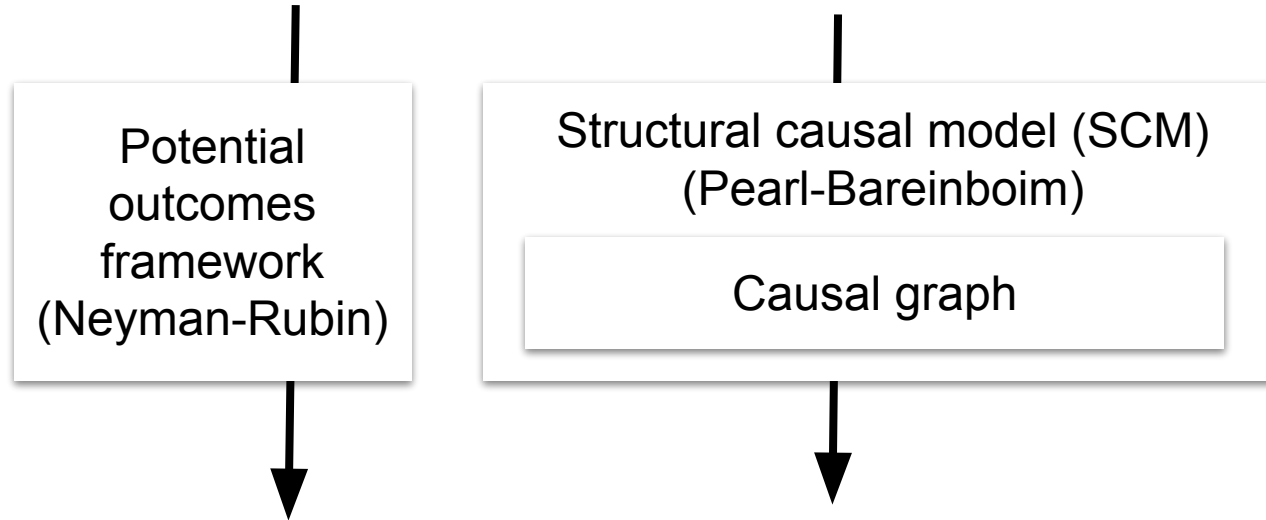 Potential
outcomes
framework
(Neyman-Rubin)
Structural causal model (SCM)
(Pearl-Bareinboim)
Causal graph